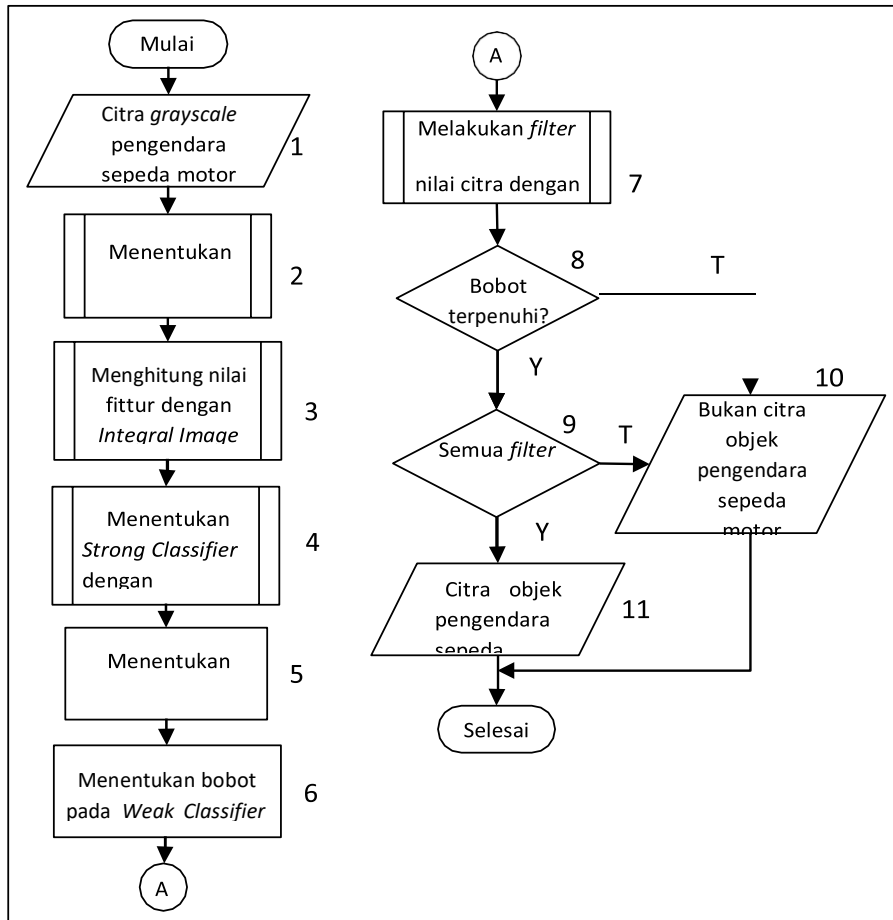 Mulai
Citra grayscale
pengendara
sepeda motor
1
Menentukan
2
Menghitung nilai
fittur dengan
Integral Image
3
Menentukan
Strong Classifier
dengan
4
Menentukan
5
Menentukan bobot
pada Weak Classifier
6
A
A
Melakukan filter
nilai citra dengan
7
8
T
Bobot
terpenuhi?
Y
9
T
Semua filter
10
Bukan citra
objek
pengendara
sepeda
motor
Y
Citra objek
pengendara
sepeda
11
Selesai